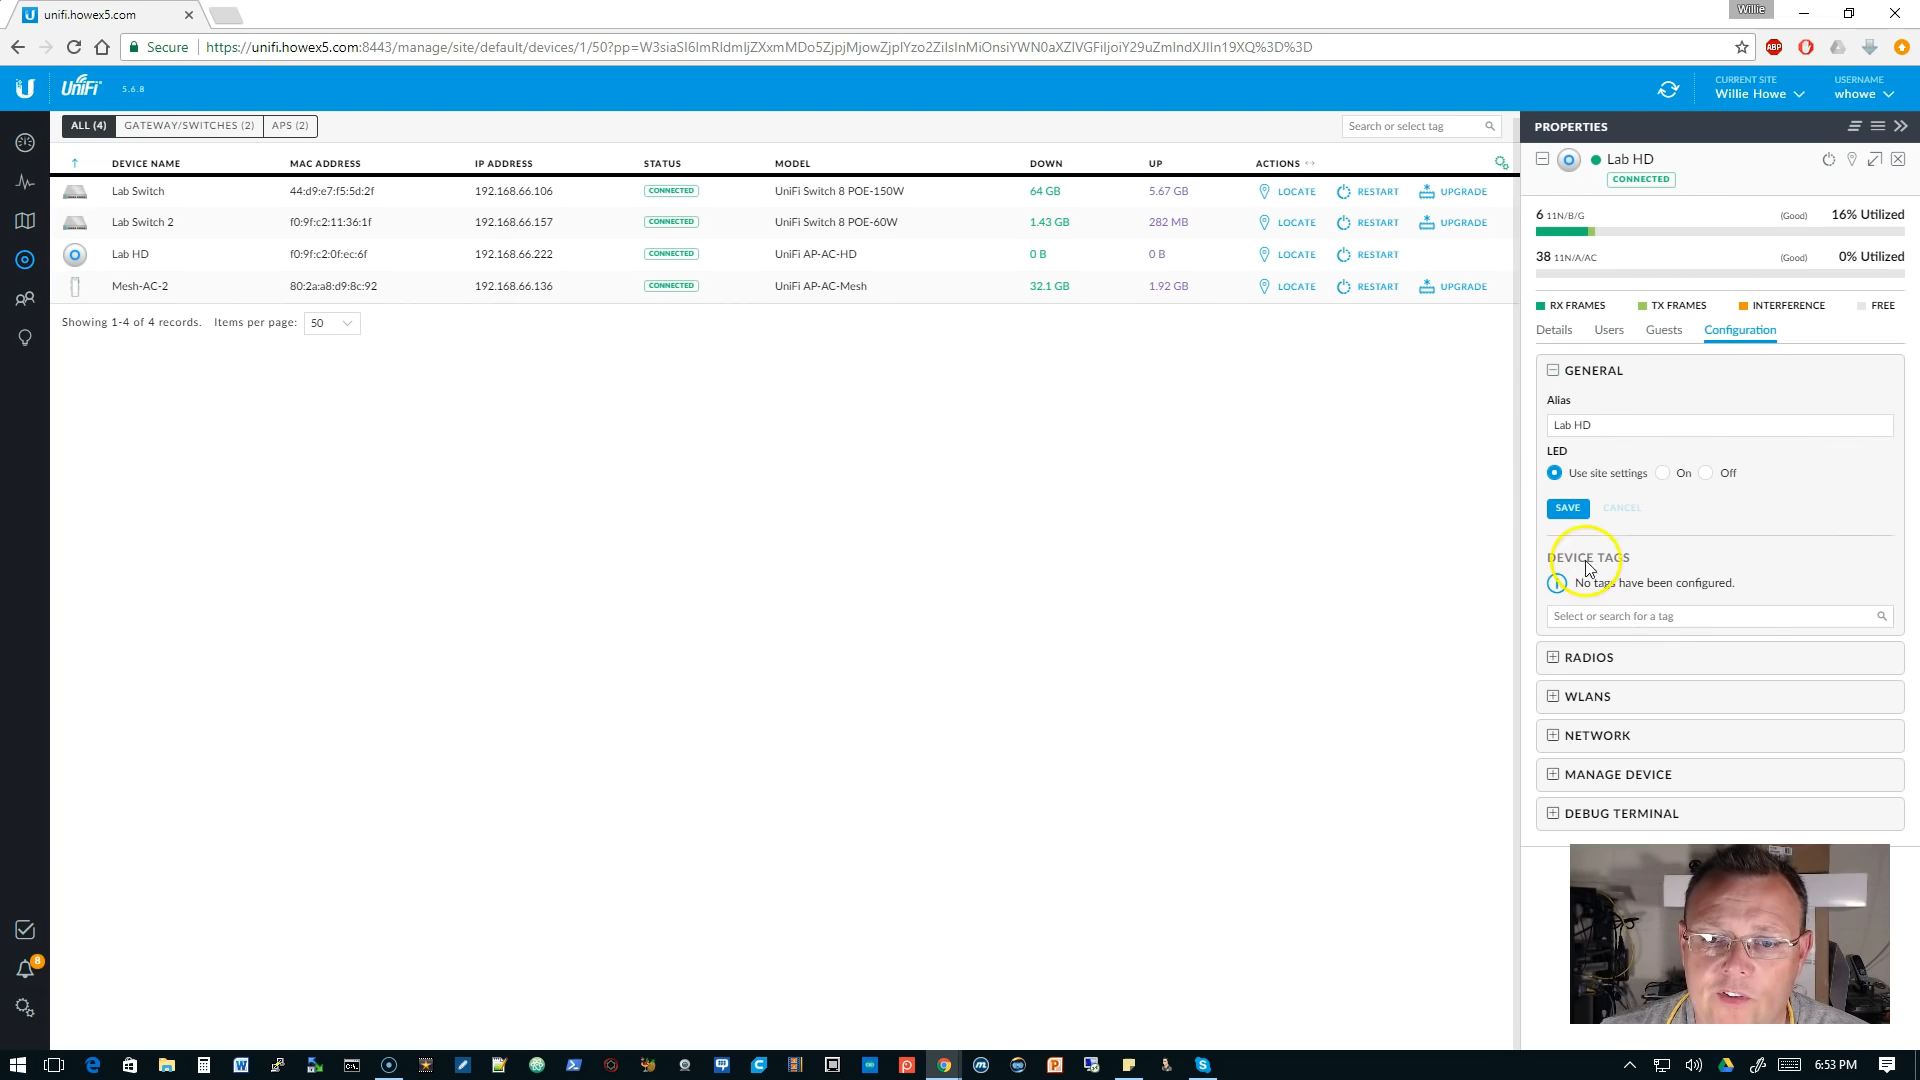 unifi.howex5.com
Willie
Secure
https://unifi.howex5.com:8443/manage/site/default/devices/1/50?pp=W3siaSI6ImRldmljZXxmMDo5ZjpjMjowZjplYzo2ZiIsInMiOnsiYWN0aXZlVGFiIjoiY29uZmlndXJlIn19XQ%3D%3D
ABP
UniFi 5.6.8
CURRENT SITE
Willie Howe
USERNAME
whowe
ALL (4) GATEWAY/SWITCHES (2) APS (2)
Search or select tag
DEVICE NAME MAC ADDRESS IP ADDRESS STATUS MODEL DOWN UP ACTIONS
Lab Switch 44:d9:e7:f5:5d:2f 192.168.66.106 CONNECTED UniFi Switch 8 POE-150W 64 GB 5.67 GB LOCATE RESTART UPGRADE
Lab Switch 2 f0:9f:c2:11:36:1f 192.168.66.157 CONNECTED UniFi Switch 8 POE-60W 1.43 GB 282 MB LOCATE RESTART UPGRADE
Lab HD f0:9f:c2:0f:ec:6f 192.168.66.222 CONNECTED UniFi AP-AC-HD 0 B 0 B LOCATE RESTART
Mesh-AC-2 80:2a:a8:d9:8c:92 192.168.66.136 CONNECTED UniFi AP-AC-Mesh 32.1 GB 1.92 GB LOCATE RESTART UPGRADE
Showing 1-4 of 4 records. Items per page: 50
PROPERTIES
Lab HD
CONNECTED
6 11N/B/G (Good) 16% Utilized
38 11N/A/AC (Good) 0% Utilized
RX FRAMES TX FRAMES INTERFERENCE FREE
Details Users Guests Configuration
GENERAL
Alias
Lab HD
LED
Use site settings On Off
SAVE CANCEL
DEVICE TAGS
No tags have been configured.
Select or search for a tag
RADIOS
WLANS
NETWORK
MANAGE DEVICE
DEBUG TERMINAL
8
6:53 PM